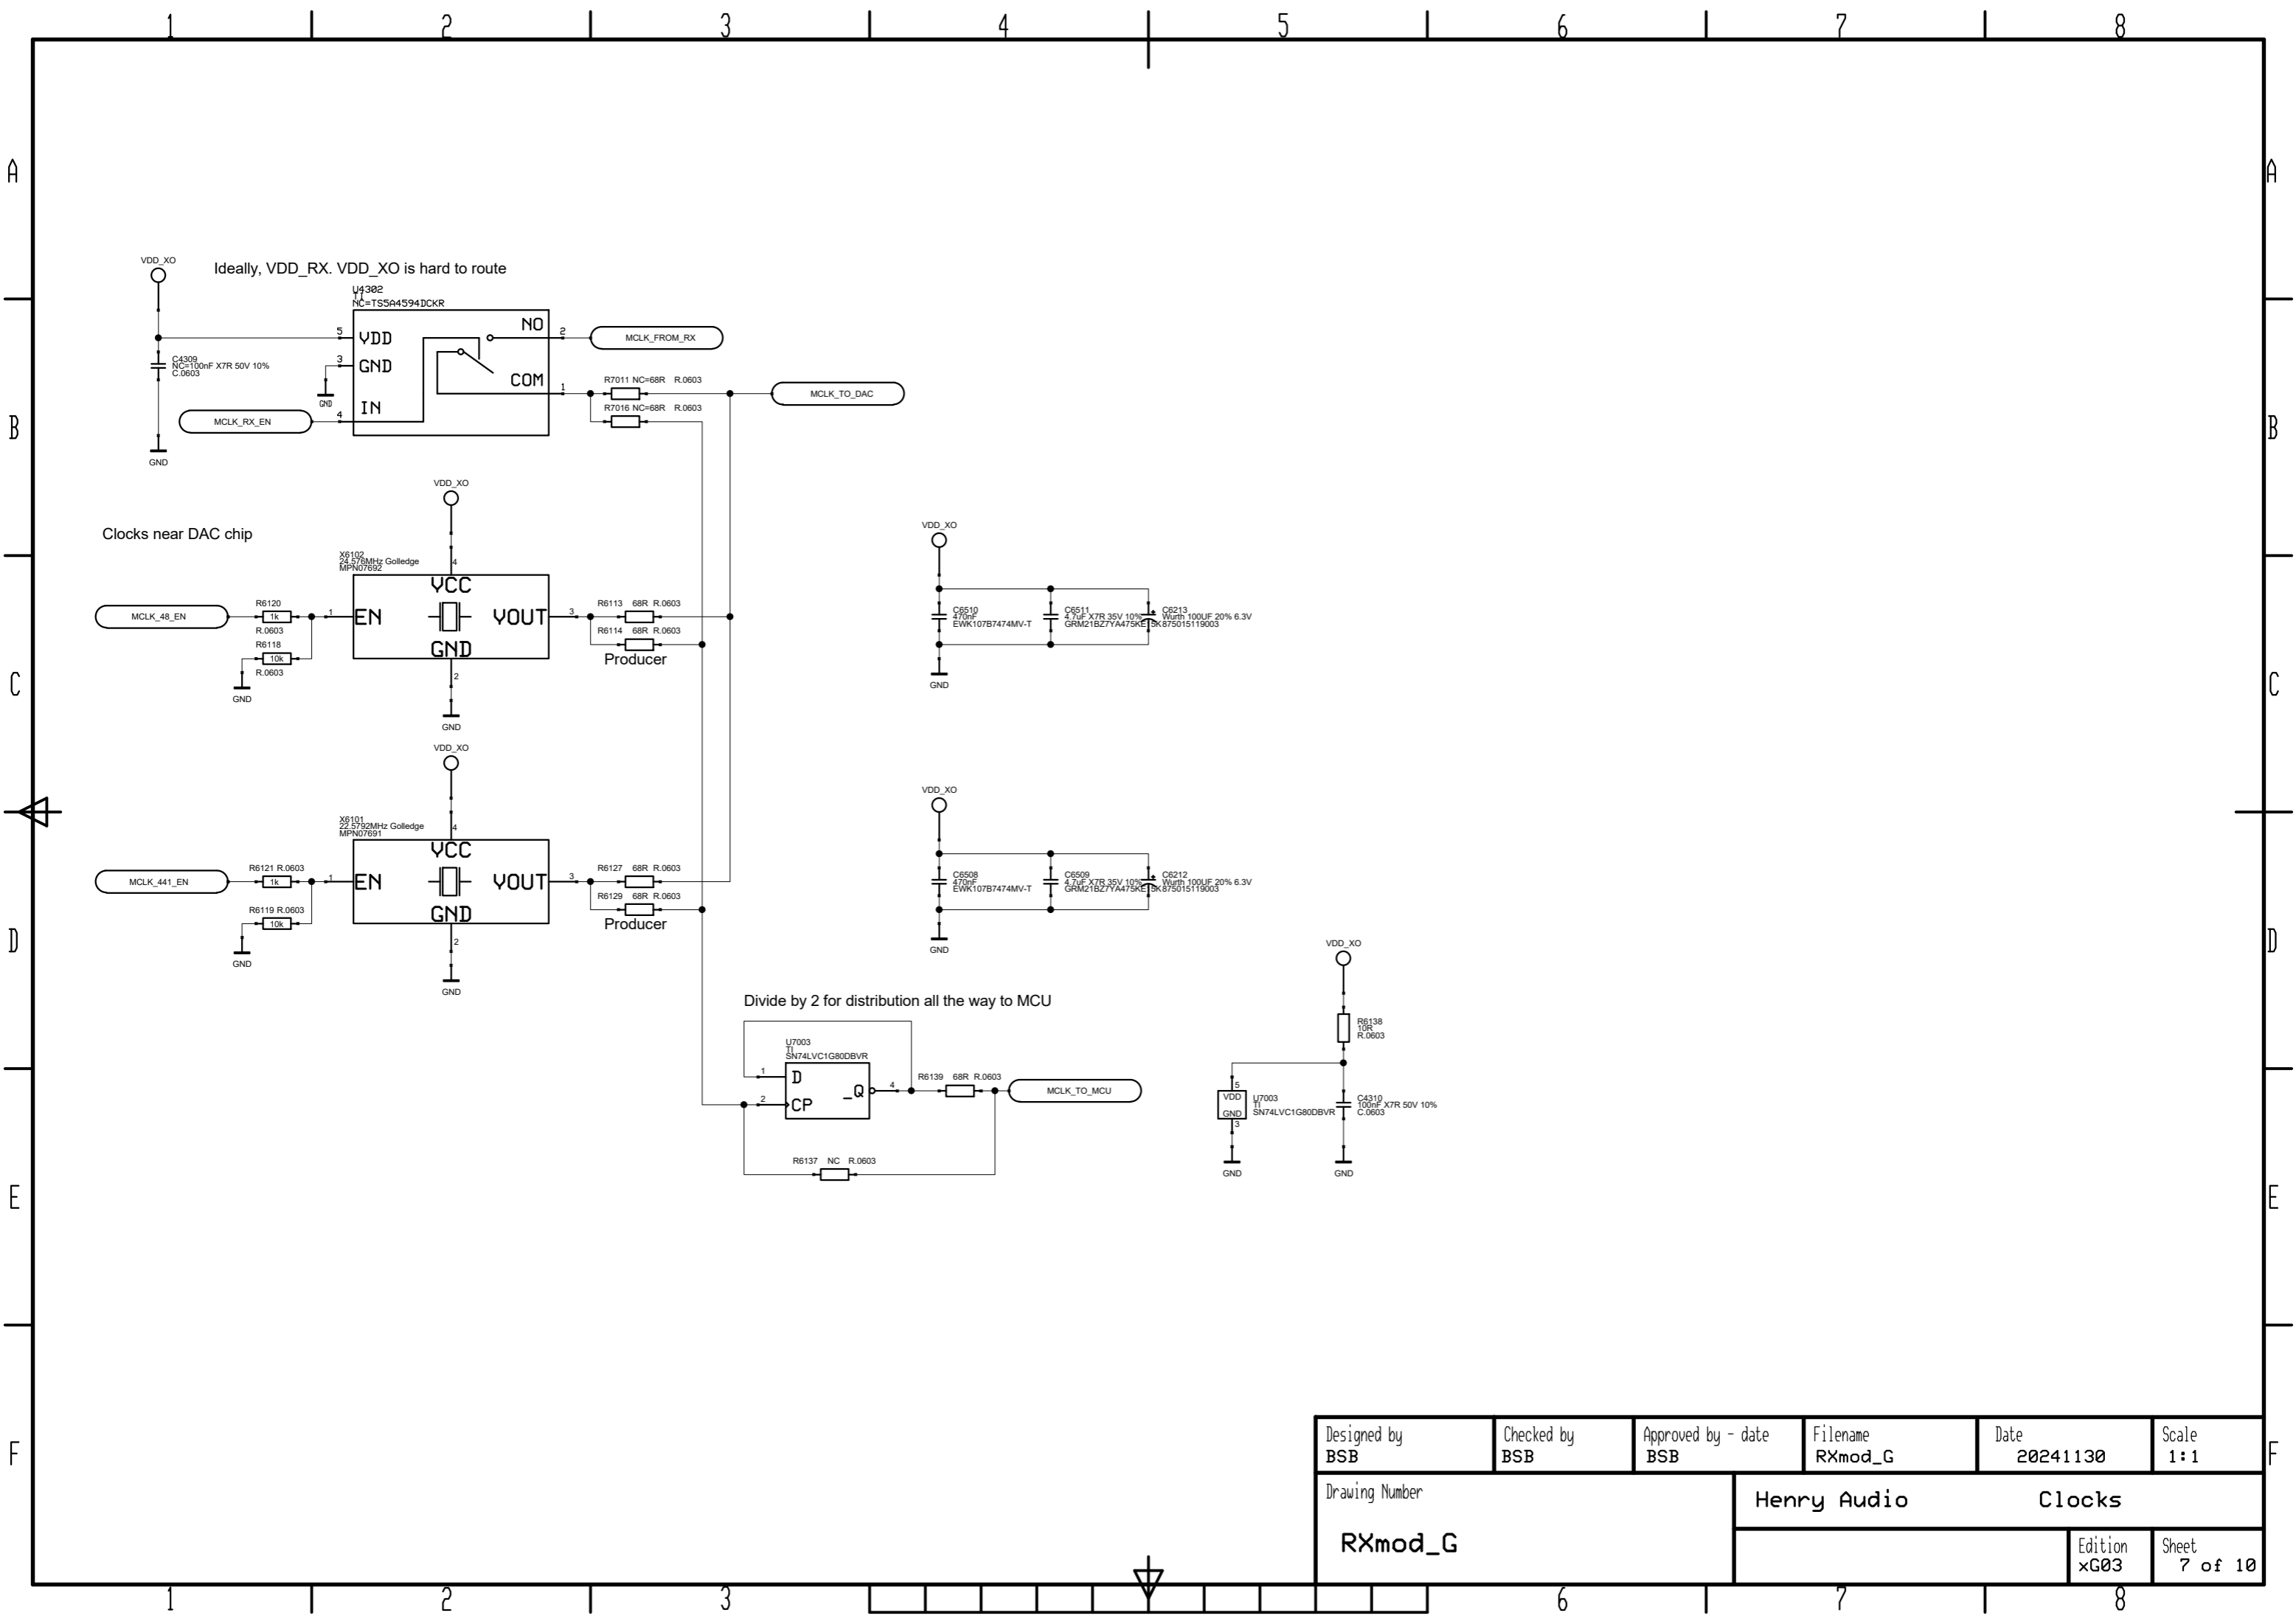 1 2 3 4 5 6 7 8
A A
VDD_XO
Ideally, VDD_RX. VDD_XO is hard to route
U4302
TI
NC=TS5A4594DCKR
5 VDD
NO 2
MCLK_FROM_RX
C4309
NC=100nF X7R 50V 10%
C.0603
3 GND
GND
COM 1
R7011 NC=68R R.0603
MCLK_TO_DAC
R7016 NC=68R R.0603
MCLK_RX_EN
4 IN
GND
B B
VDD_XO
Clocks near DAC chip
X6102
24.576MHz Golledge
MPN07692
4
VCC
MCLK_48_EN
R6120
1k
R.0603
1 EN
VOUT 3
R6113 68R R.0603
R6114 68R R.0603
Producer
R6118
10k
R.0603
GND
GND
2
GND
VDD_XO
C6510
470nF
EWK107B7474MV-T
C6511
4.7uF X7R 35V 10%
GRM21BZ7YA475KE15K
C6213
Wurth 100UF 20% 6.3V
875015119003
GND
C C
VDD_XO
X6101
22.5792MHz Golledge
MPN07691
4
VCC
MCLK_441_EN
R6121 R.0603
1k
1 EN
VOUT 3
R6127 68R R.0603
R6129 68R R.0603
Producer
R6119 R.0603
10k
GND
GND
2
GND
VDD_XO
C6508
470nF
EWK107B7474MV-T
C6509
4.7uF X7R 35V 10%
GRM21BZ7YA475KE15K
C6212
Wurth 100UF 20% 6.3V
875015119003
GND
D D
Divide by 2 for distribution all the way to MCU
U7003
TI
SN74LVC1G80DBVR
1 D
2 CP
_Q 4
R6139 68R R.0603
MCLK_TO_MCU
R6137 NC R.0603
VDD_XO
R6138
10R
R.0603
5
VDD
GND
3
U7003
TI
SN74LVC1G80DBVR
C4310
100nF X7R 50V 10%
C.0603
GND GND
E E
F F
Designed by
BSB
Checked by
BSB
Approved by - date
BSB
Filename
RXmod_G
Date
20241130
Scale
1:1
Drawing Number
RXmod_G
Henry Audio Clocks
Edition
xG03
Sheet
7 of 10
1 2 3 6 7 8